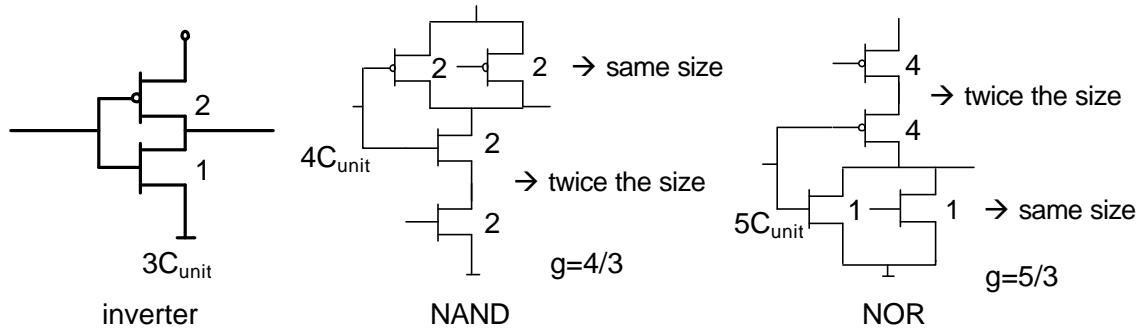 2
1
3C_unit
inverter
2
2
→ same size
2
4C_unit
→ twice the size
2
g=4/3
NAND
4
→ twice the size
4
5C_unit
1
1
→ same size
g=5/3
NOR